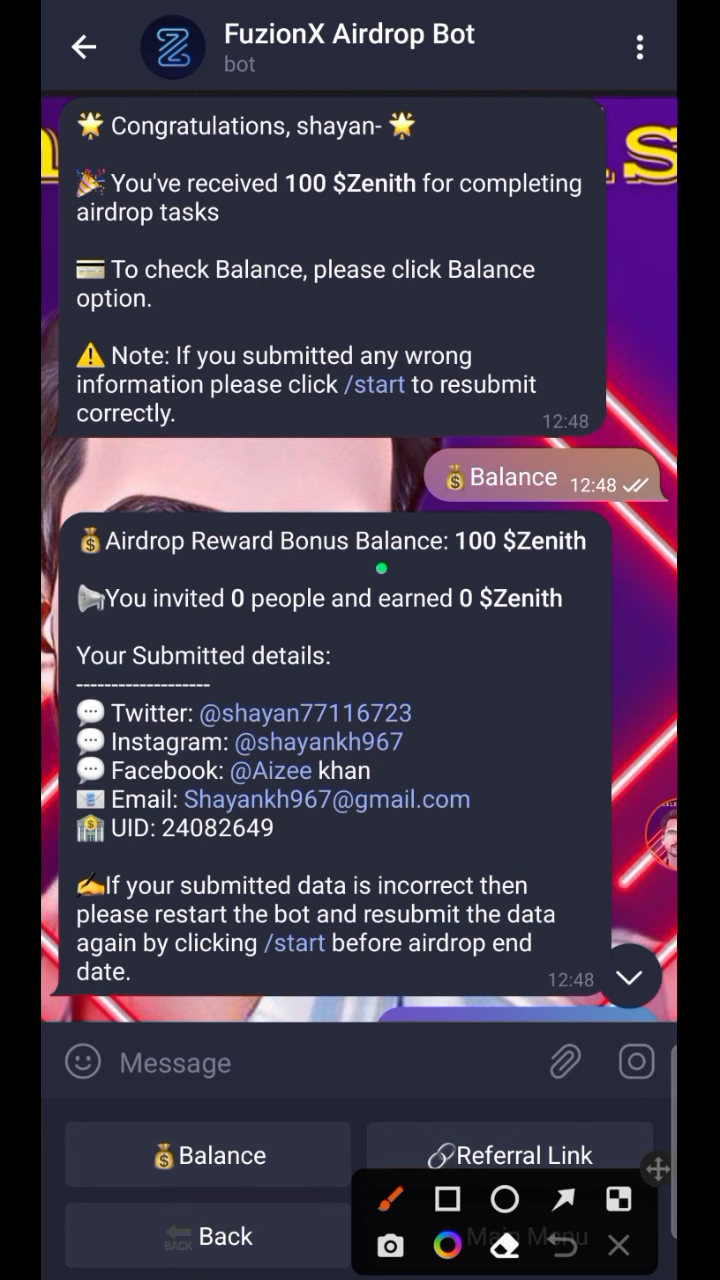 FuzionX Airdrop Bot
bot
🌟 Congratulations, shayan- 🌟
🎉You've received 100 $Zenith for completing
airdrop tasks
💳 To check Balance, please click Balance
option.
⚠️ Note: If you submitted any wrong
information please click /start to resubmit
correctly.
12:48
💰Balance 12:48
💰Airdrop Reward Bonus Balance: 100 $Zenith
📢You invited 0 people and earned 0 $Zenith
Your Submitted details:
-------------------
💬 Twitter: @shayan77116723
💬 Instagram: @shayankh967
💬 Facebook: @Aizee khan
📧 Email: Shayankh967@gmail.com
🏦 UID: 24082649
✍️If your submitted data is incorrect then
please restart the bot and resubmit the data
again by clicking /start before airdrop end
date.
12:48
Message
💰Balance
🔗Referral Link
🔙 Back
Main Menu